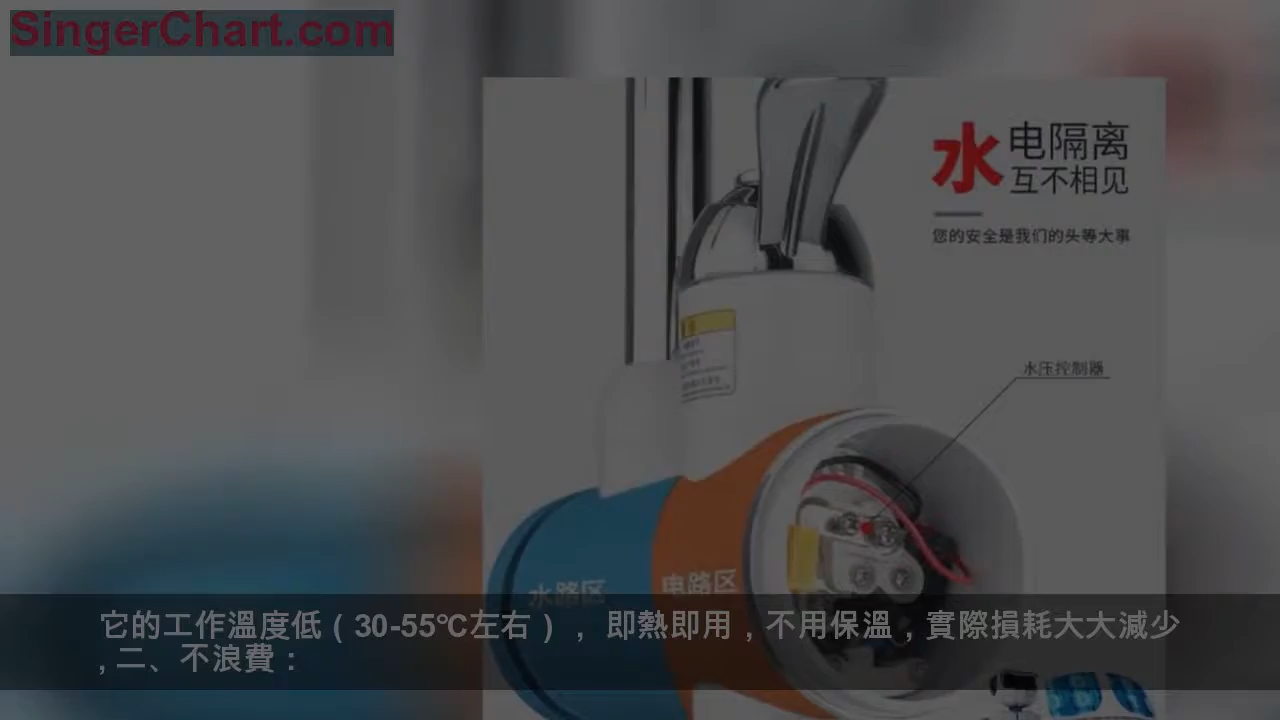 SingerChart.com
水电隔离
互不相见
您的安全是我们的头等大事
水压控制器
水路区
电路区
它的工作溫度低（30-55℃左右），即熱即用，不用保溫，實際損耗大大減少
, 二、不浪費：